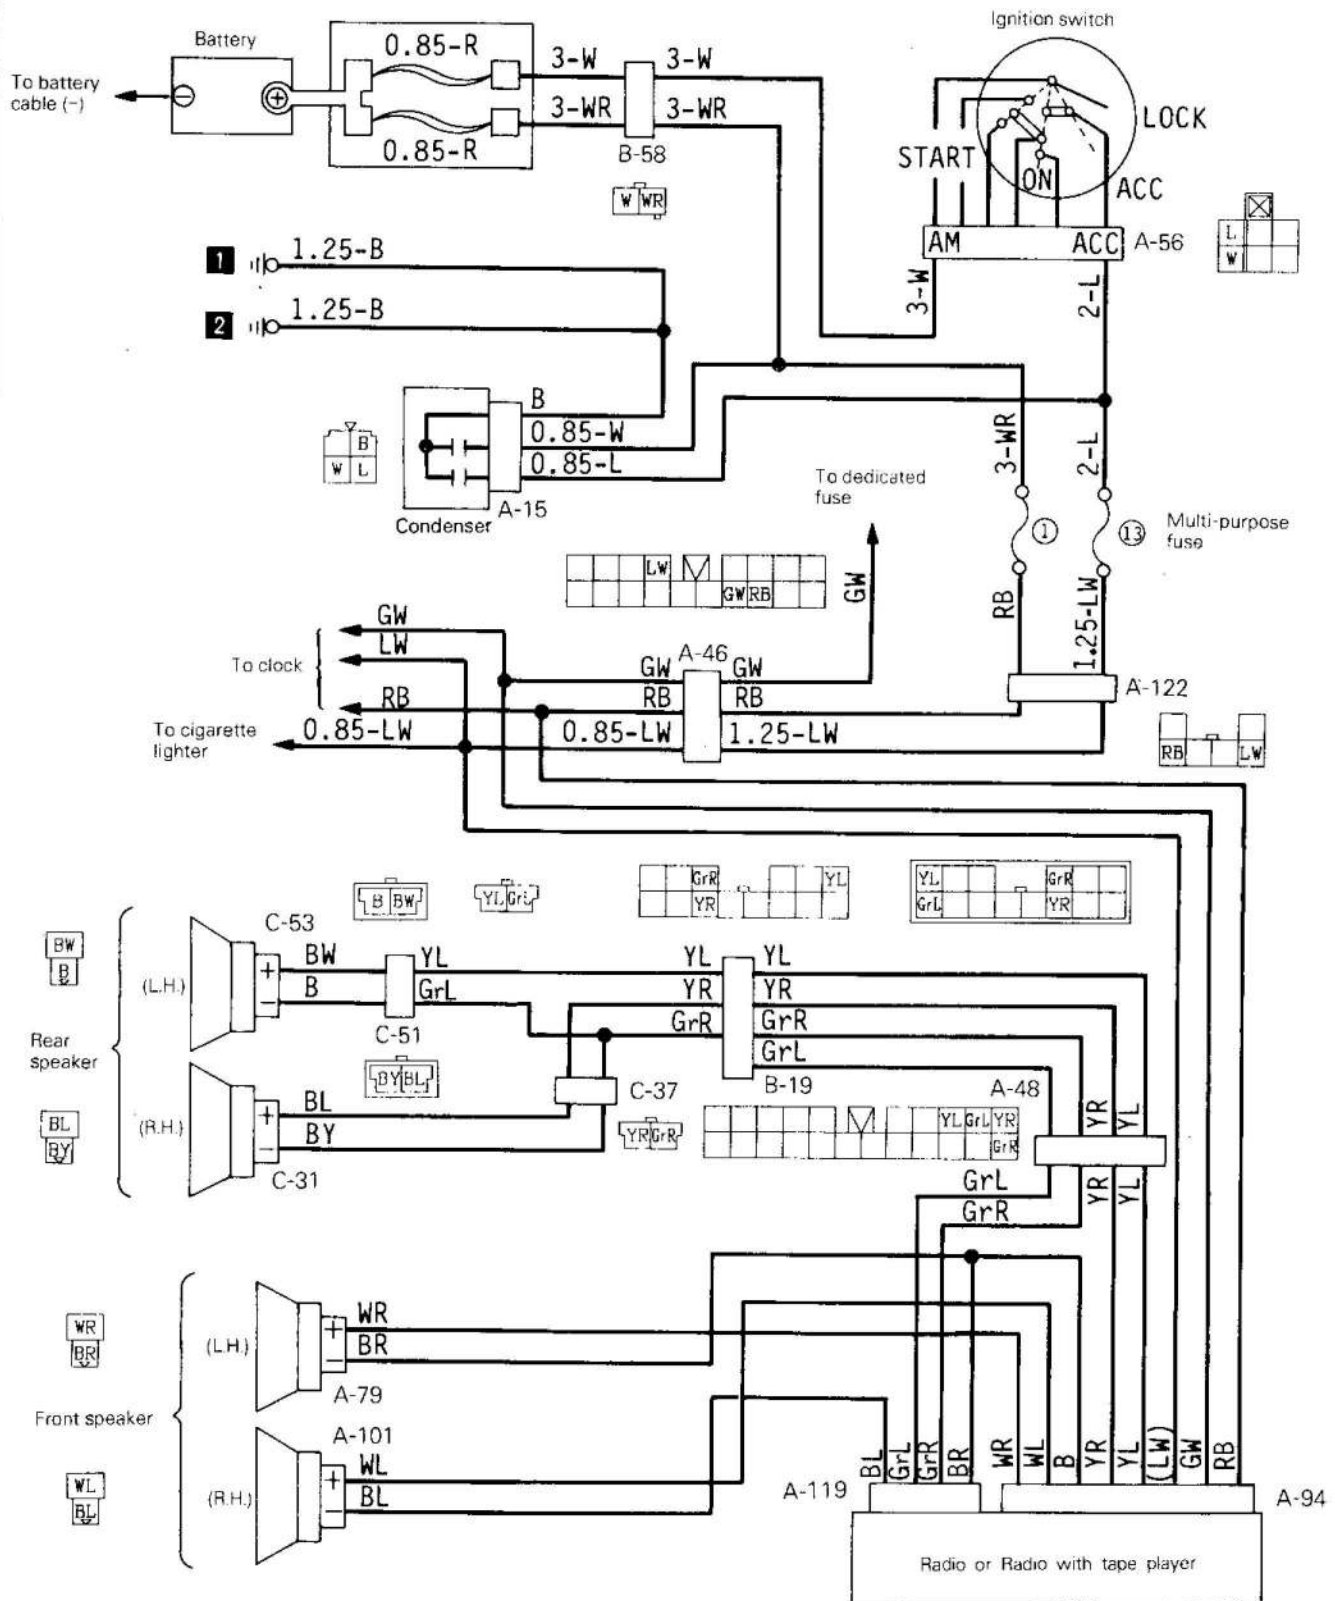 Ignition switch
Battery
To battery
cable (−)
0.85-R
0.85-R
3-W
3-W
3-WR
3-WR
B-58
W WR
LOCK
START
ON
ACC
AM
ACC
A-56
L
W
3-W
2-L
1
1.25-B
2
1.25-B
B
0.85-W
0.85-L
B
W L
Condenser
A-15
3-WR
2-L
To dedicated
fuse
1
13
Multi-purpose
fuse
LW
GW RB
GW
RB
1.25-LW
GW
LW
To clock
RB
To cigarette
lighter
0.85-LW
A-46
GW
GW
RB
RB
0.85-LW
1.25-LW
A-122
RB LW
B BW
YL GrL
GrR YL
YR
YL GrR
GrL YR
C-53
BW
B
(L.H.)
+
−
BW
B
YL
GrL
C-51
YL
YR
GrR
YL
YR
GrR
GrL
B-19
Rear
speaker
BY BL
BL
BY
(R.H.)
+
−
BL
BY
C-31
C-37
YR GrR
YL GrL YR
GrR
A-48
YR
YL
YR
YL
GrL
GrR
WR
BR
(L.H.)
+
−
WR
BR
A-79
Front speaker
A-101
WL
BL
(R.H.)
+
−
WL
BL
BL
GrL
GrR
BR
WR
WL
B
YR
YL
(LW)
GW
RB
A-119
A-94
Radio or Radio with tape player